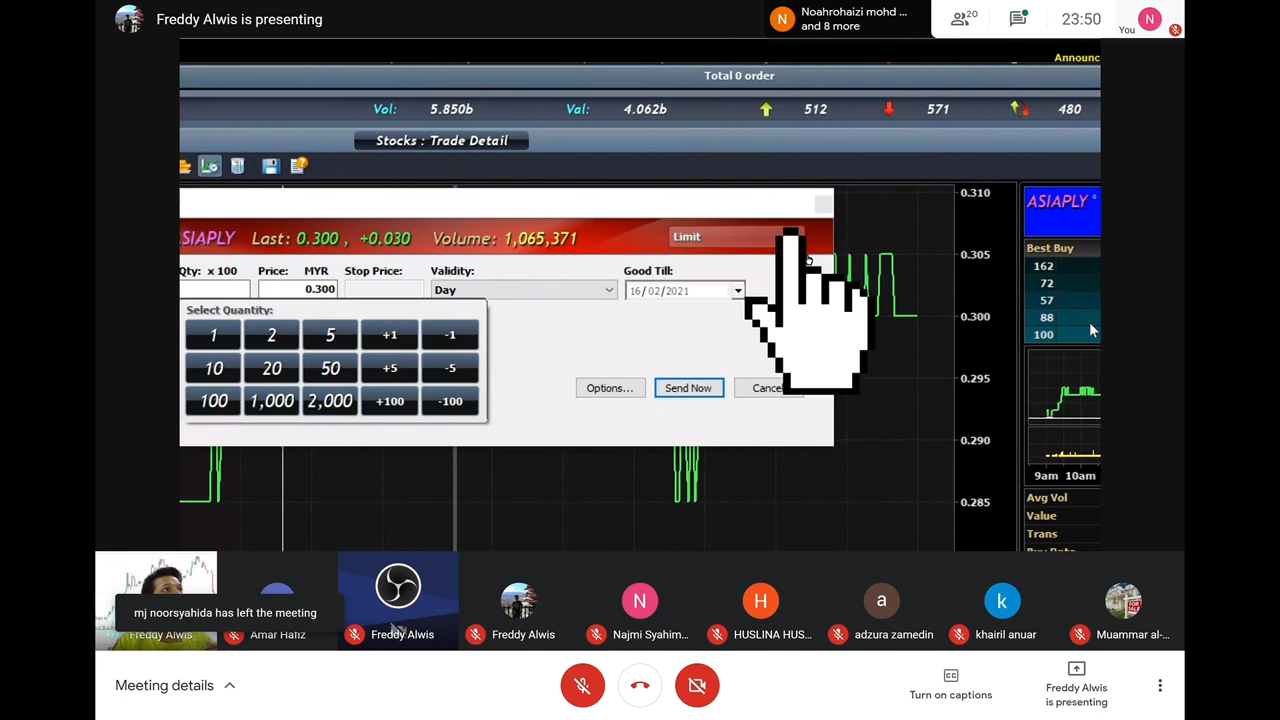 Freddy Alwis is presenting
N
Noahrohaizi mohd ...
and 8 more
20
23:50
N
You
Announc
Total 0 order
Vol: 5.850b Val: 4.062b 512 571 480
Stocks : Trade Detail
ASIAPLY Last: 0.300 , +0.030 Volume: 1,065,371
Limit
Qty: x 100 Price: MYR Stop Price: Validity: Good Till:
0.300 Day 16/02/2021
Select Quantity:
1 2 5 +1 -1
10 20 50 +5 -5
100 1,000 2,000 +100 -100
Options... Send Now Cancel
0.310
0.305
0.300
0.295
0.290
0.285
ASIAPLY
Best Buy
162
72
57
88
100
9am 10am
Avg Vol
Value
Trans
mj noorsyahida has left the meeting
N H a k
Freddy Alwis
Amar Hafiz
Freddy Alwis
Freddy Alwis
Najmi Syahim...
HUSLINA HUS...
adzura zamedin
khairil anuar
Muammar al-...
FOR SALE
Meeting details
CC
Turn on captions
Freddy Alwis
is presenting